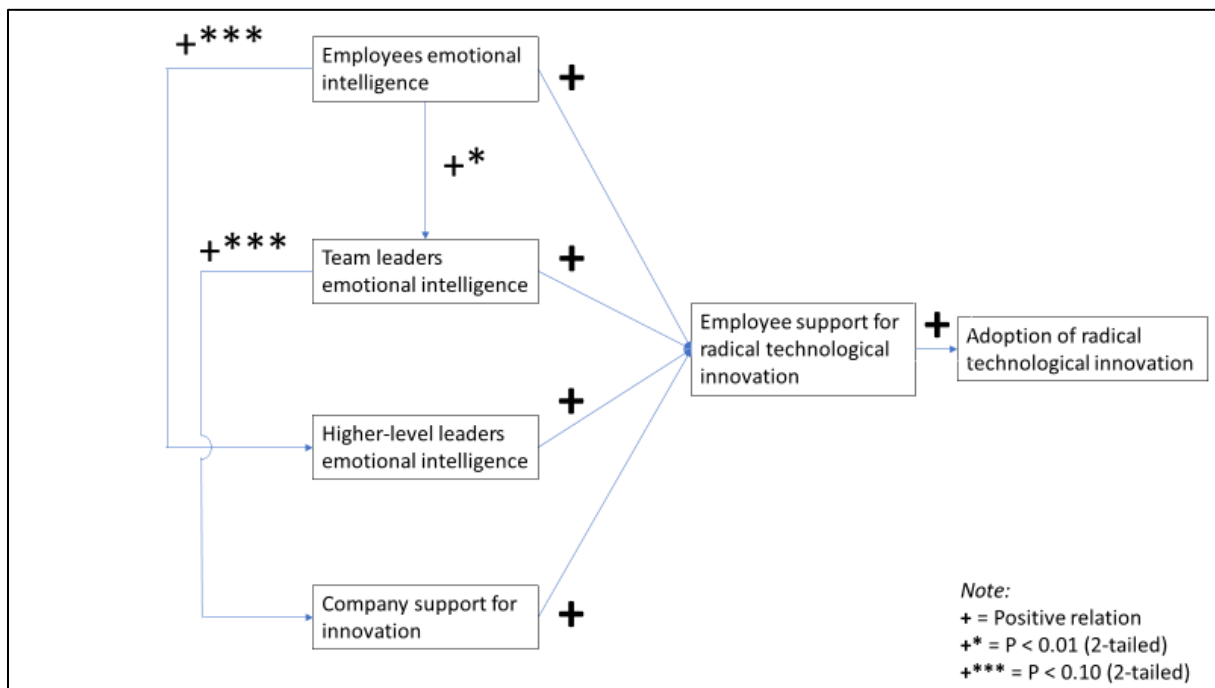 +***
Employees emotional
intelligence
+
+*
+***
Team leaders
emotional intelligence
+
Employee support for
radical technological
innovation
+
Adoption of radical
technological innovation
Higher-level leaders
emotional intelligence
+
Company support for
innovation
+
Note:
+ = Positive relation
+* = P < 0.01 (2-tailed)
+*** = P < 0.10 (2-tailed)